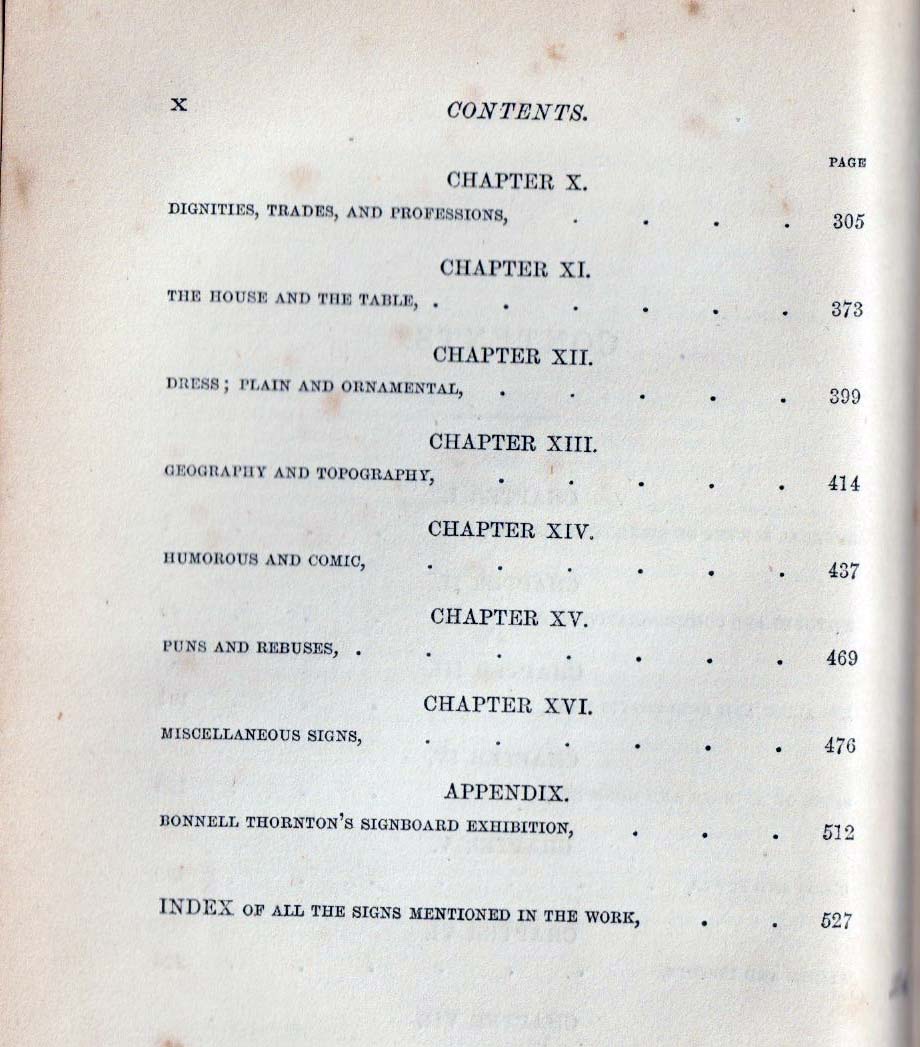 X CONTENTS.
PAGE
CHAPTER X.
DIGNITIES, TRADES, AND PROFESSIONS, . . . . 305
CHAPTER XI.
THE HOUSE AND THE TABLE, . . . . . . 373
CHAPTER XII.
DRESS; PLAIN AND ORNAMENTAL, . . . . . 399
CHAPTER XIII.
GEOGRAPHY AND TOPOGRAPHY, . . . . . 414
CHAPTER XIV.
HUMOROUS AND COMIC, . . . . . . 437
CHAPTER XV.
PUNS AND REBUSES, . . . . . . . 469
CHAPTER XVI.
MISCELLANEOUS SIGNS, . . . . . . 476
APPENDIX.
BONNELL THORNTON'S SIGNBOARD EXHIBITION, . . . 512
INDEX OF ALL THE SIGNS MENTIONED IN THE WORK, . . 527